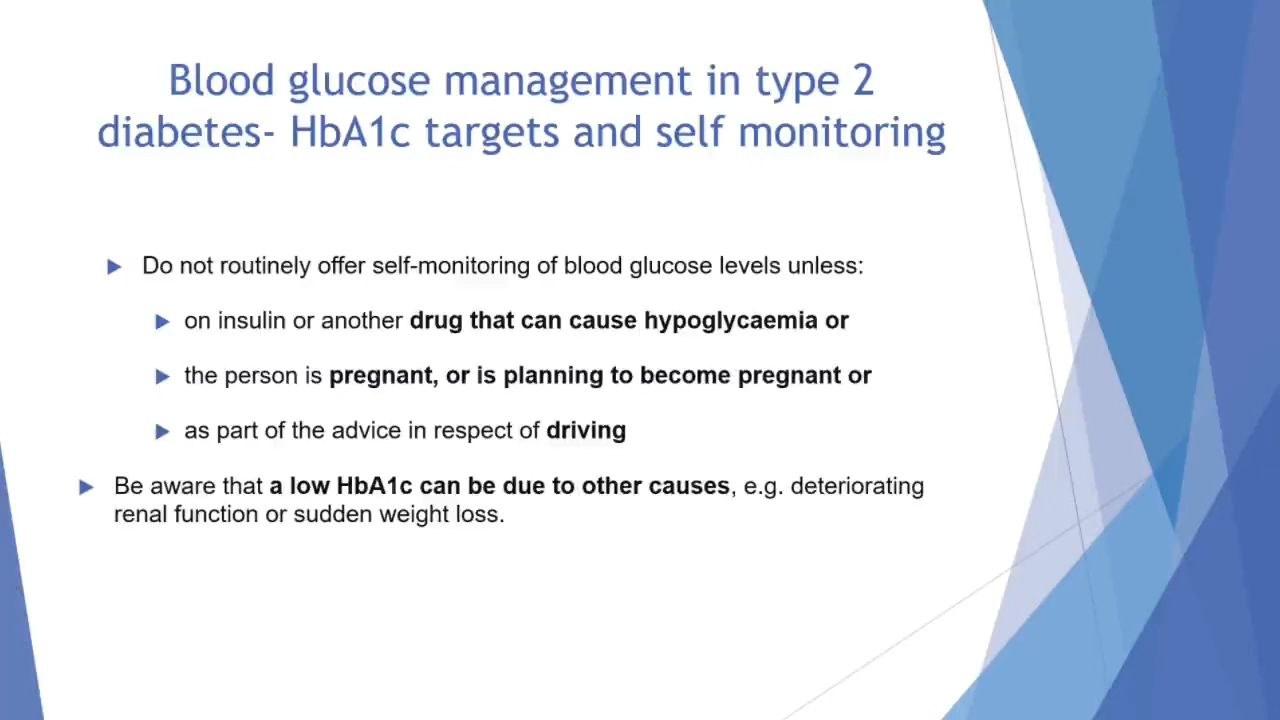 Blood glucose management in type 2
diabetes- HbA1c targets and self monitoring
Do not routinely offer self-monitoring of blood glucose levels unless:
on insulin or another drug that can cause hypoglycaemia or
the person is pregnant, or is planning to become pregnant or
as part of the advice in respect of driving
Be aware that a low HbA1c can be due to other causes, e.g. deteriorating
renal function or sudden weight loss.